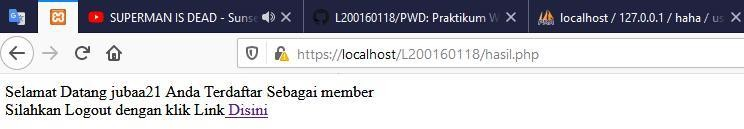 SUPERMAN IS DEAD - Sunse
L200160118/PWD: Praktikum W
localhost / 127.0.0.1 / haha / us
https://localhost/L200160118/hasil.php
Selamat Datang jubaa21 Anda Terdaftar Sebagai member
Silahkan Logout dengan klik Link Disini